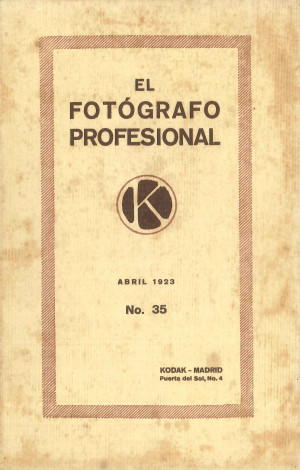 EL
FOTÓGRAFO
PROFESIONAL
K
ABRIL 1923
No. 35
KODAK - MADRID
Puerta del Sol, No. 4